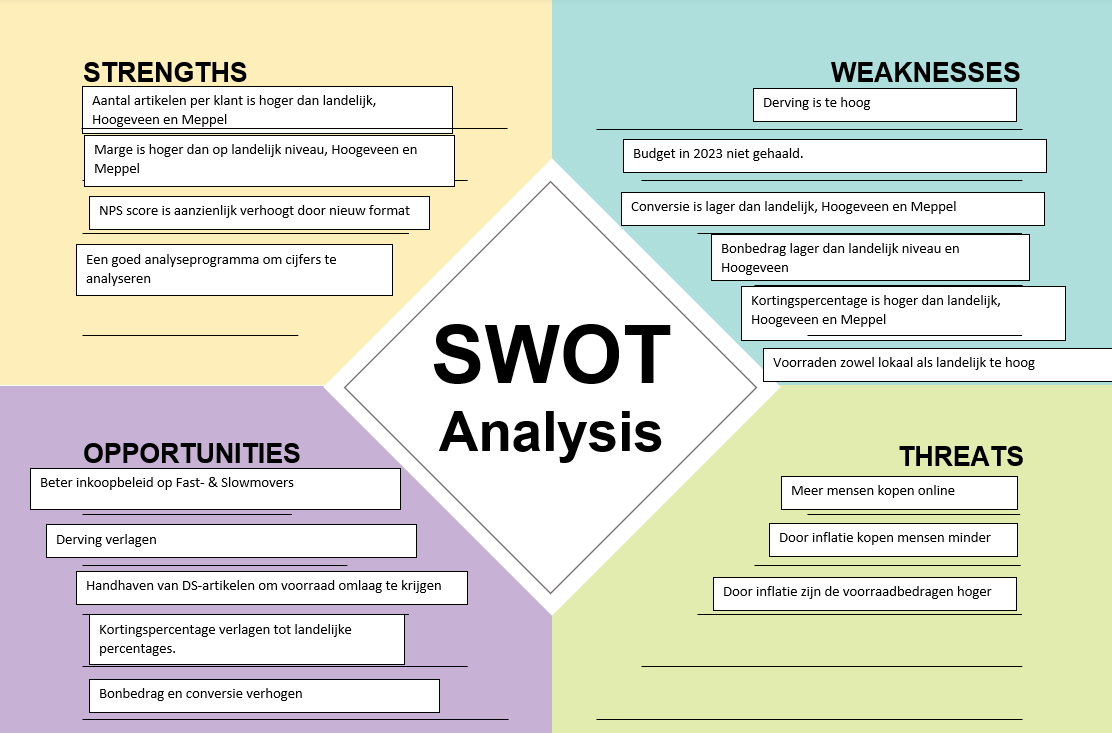 STRENGTHS
Aantal artikelen per klant is hoger dan landelijk,
Hoogeveen en Meppel
Marge is hoger dan op landelijk niveau, Hoogeveen en
Meppel
NPS score is aanzienlijk verhoogt door nieuw format
Een goed analyseprogramma om cijfers te
analyseren
WEAKNESSES
Derving is te hoog
Budget in 2023 niet gehaald.
Conversie is lager dan landelijk, Hoogeveen en Meppel
Bonbedrag lager dan landelijk niveau en
Hoogeveen
Kortingspercentage is hoger dan landelijk,
Hoogeveen en Meppel
Voorraden zowel lokaal als landelijk te hoog
SWOT
Analysis
OPPORTUNITIES
Beter inkoopbeleid op Fast- & Slowmovers
Derving verlagen
Handhaven van DS-artikelen om voorraad omlaag te krijgen
Kortingspercentage verlagen tot landelijke
percentages.
Bonbedrag en conversie verhogen
THREATS
Meer mensen kopen online
Door inflatie kopen mensen minder
Door inflatie zijn de voorraadbedragen hoger